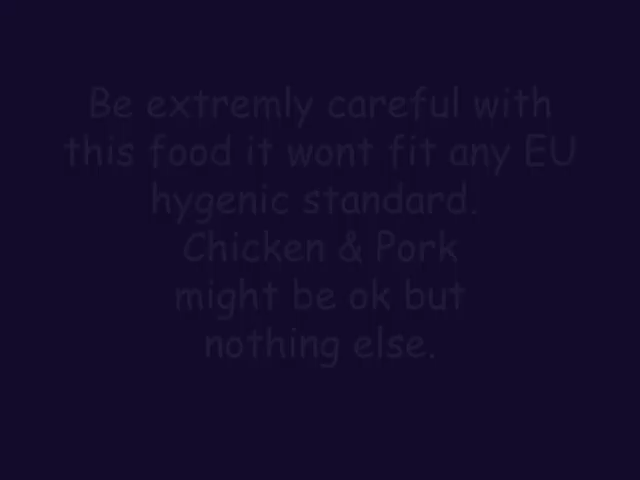 Be extremly careful with
this food it wont fit any EU
hygenic standard.
Chicken & Pork
might be ok but
nothing else.